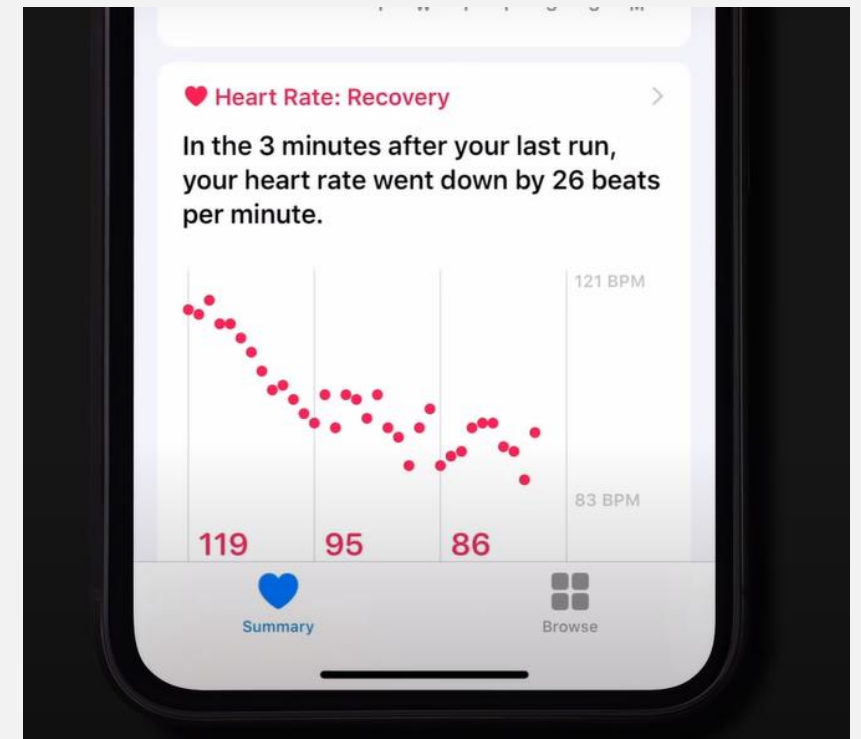 Heart Rate: Recovery
In the 3 minutes after your last run,
your heart rate went down by 26 beats
per minute.
121 BPM
83 BPM
119 95 86
Summary Browse